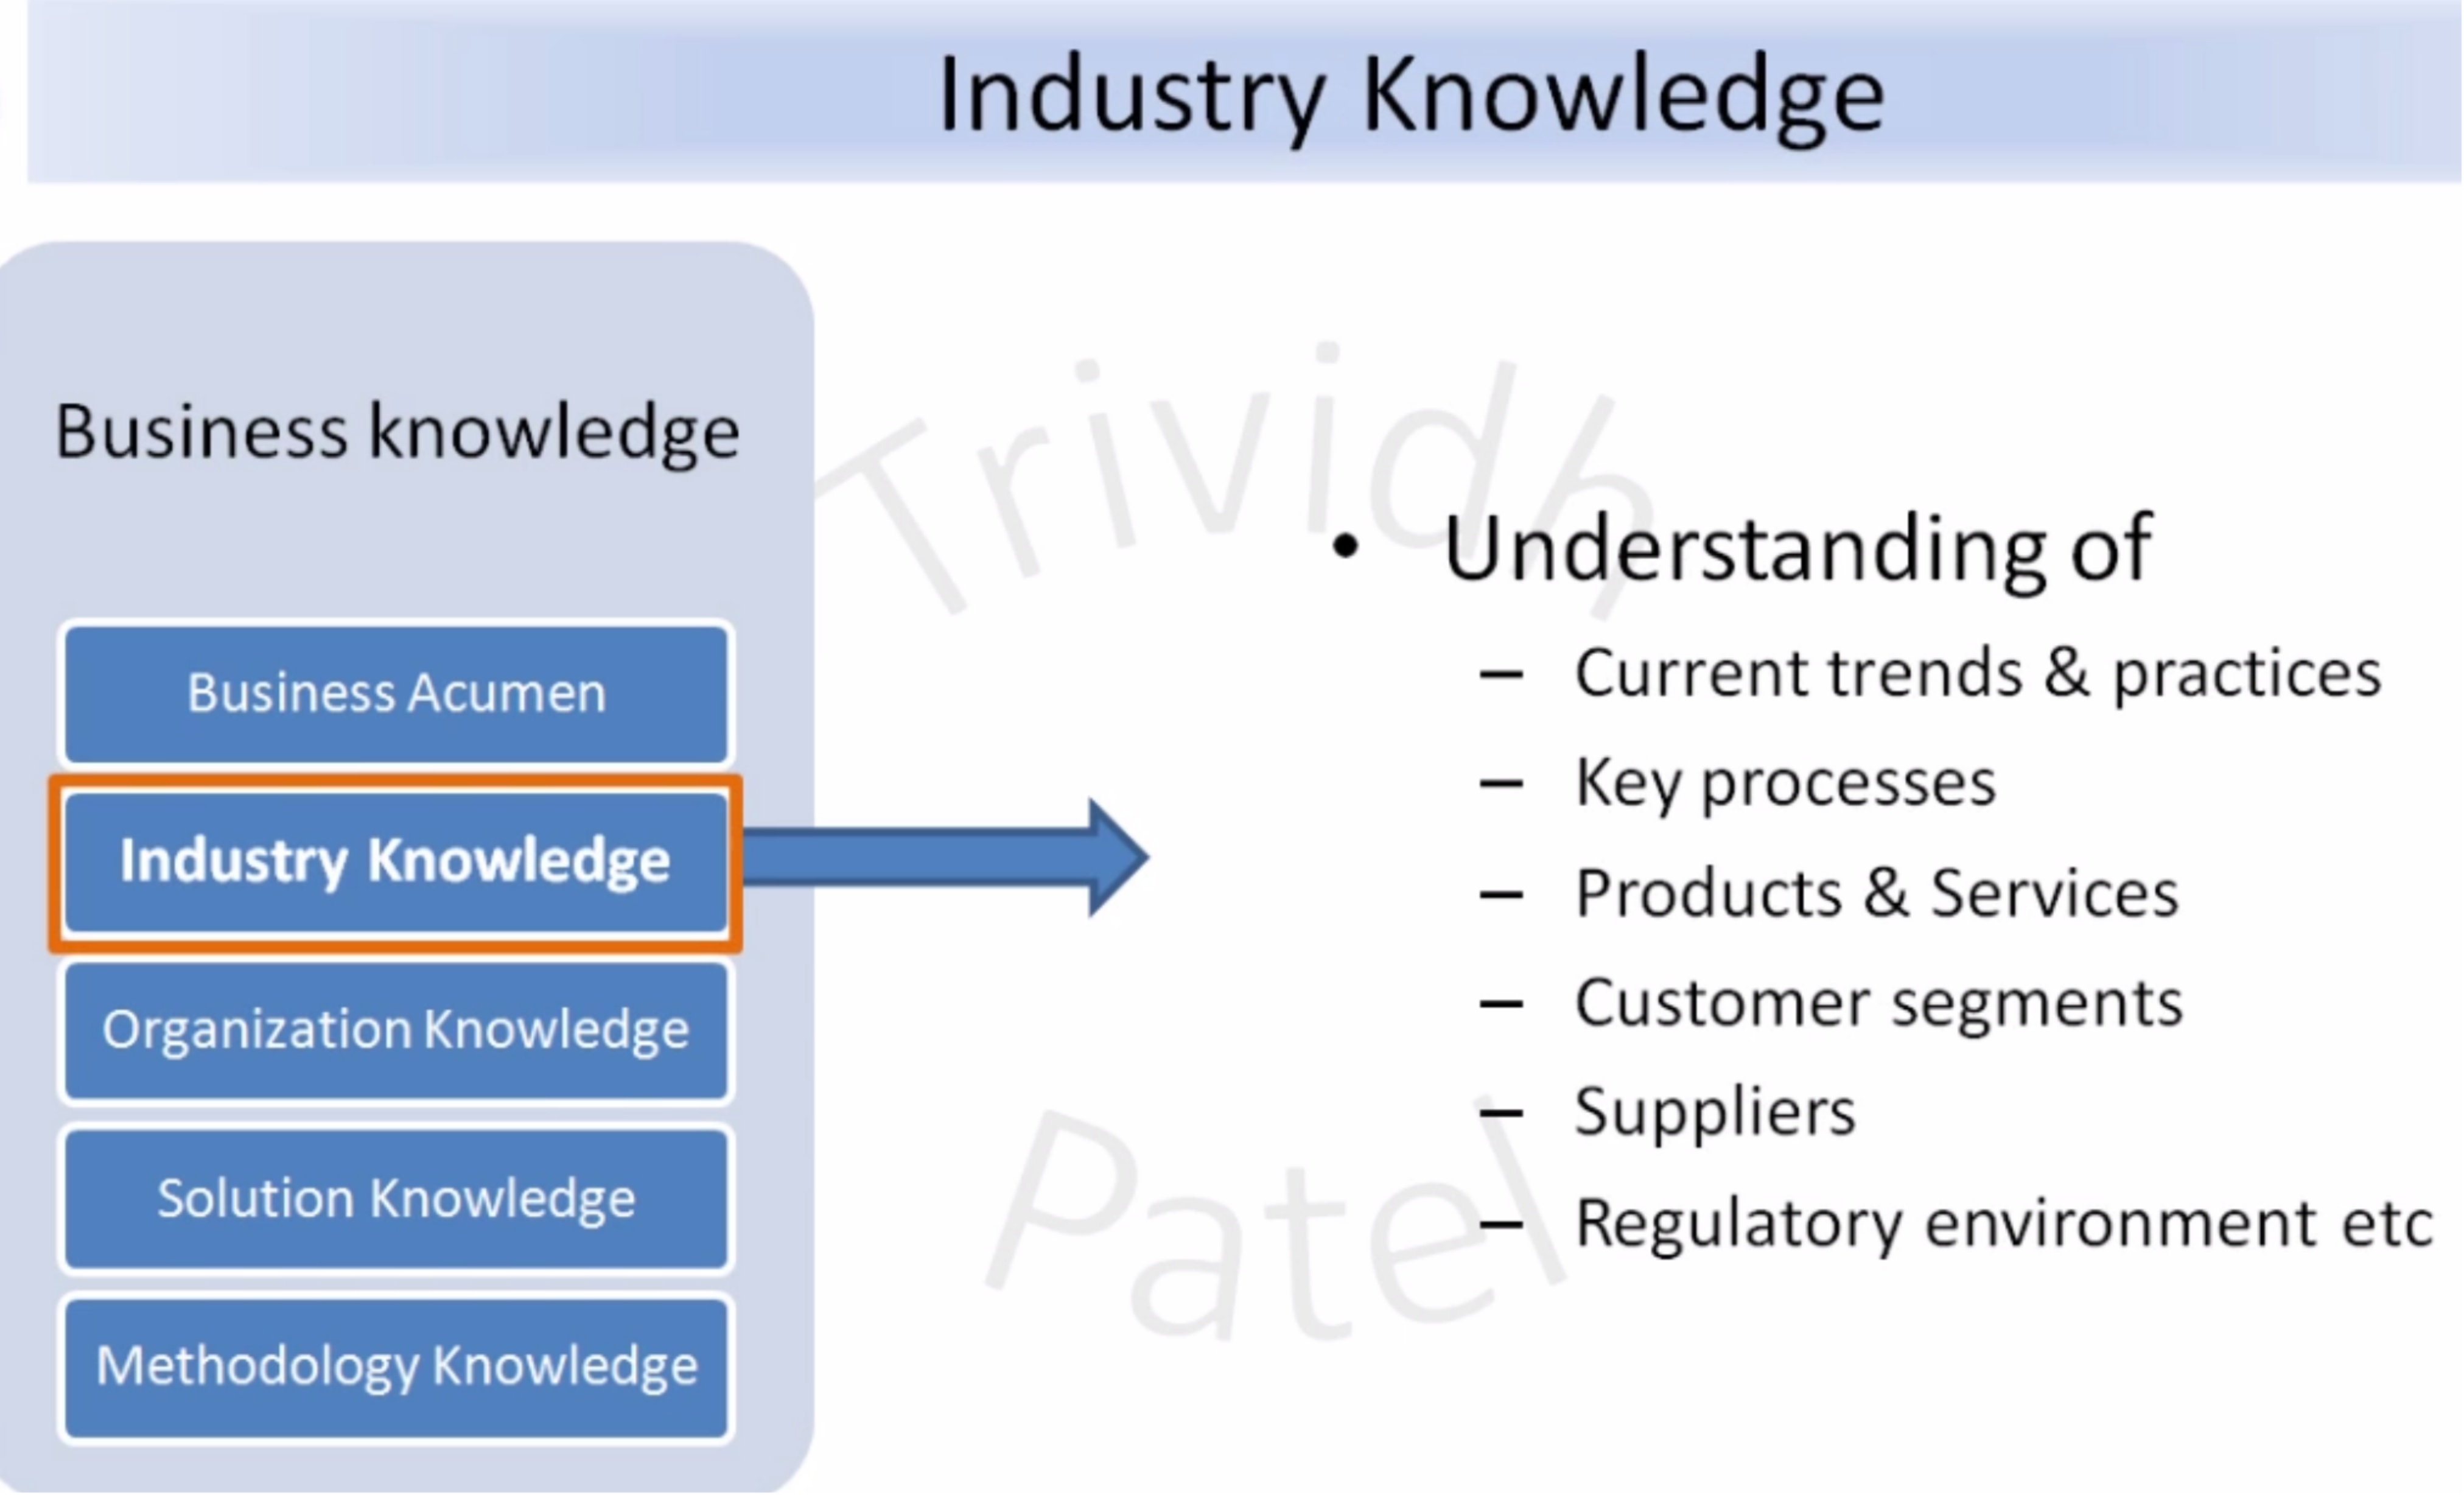 Industry Knowledge
Business knowledge
Business Acumen
Industry Knowledge
Organization Knowledge
Solution Knowledge
Methodology Knowledge
Trividh
• Understanding of
– Current trends & practices
– Key processes
– Products & Services
– Customer segments
– Suppliers
– Regulatory environment etc
Patel